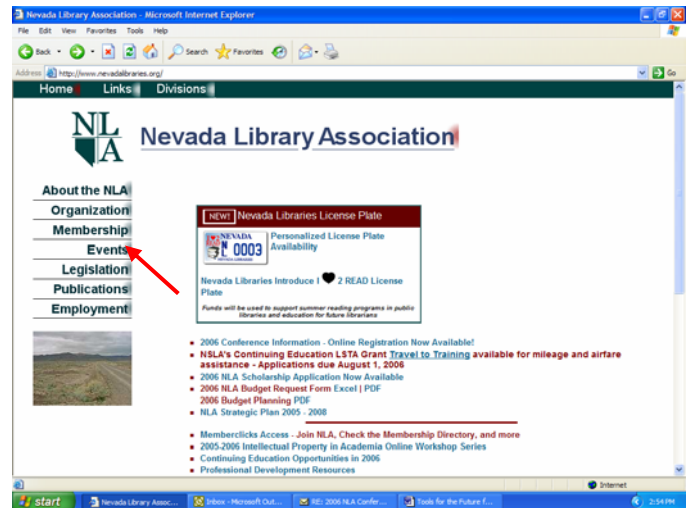 Nevada Library Association - Microsoft Internet Explorer
File Edit View Favorites Tools Help
Back Search Favorites
Address http://www.nevadalibraries.org/ Go
Home Links Divisions
NL
A
Nevada Library Association
About the NLA
Organization
Membership
Events
Legislation
Publications
Employment
NEW! Nevada Libraries License Plate
NEVADA
0003
Personalized License Plate
Availability
Nevada Libraries Introduce I 2 READ License
Plate
Funds will be used to support summer reading programs in public
libraries and education for future librarians
2006 Conference Information - Online Registration Now Available!
NSLA's Continuing Education LSTA Grant Travel to Training available for mileage and airfare
assistance - Applications due August 1, 2006
2006 NLA Scholarship Application Now Available
2006 NLA Budget Request Form Excel | PDF
2006 Budget Planning PDF
NLA Strategic Plan 2005 - 2008
Memberclicks Access - Join NLA, Check the Membership Directory, and more
2005-2006 Intellectual Property in Academia Online Workshop Series
Continuing Education Opportunities in 2006
Professional Development Resources
Internet
start Nevada Library Assoc... Inbox - Microsoft Out... RE: 2006 NLA Confer... Tools for the Future f... 2:54 PM